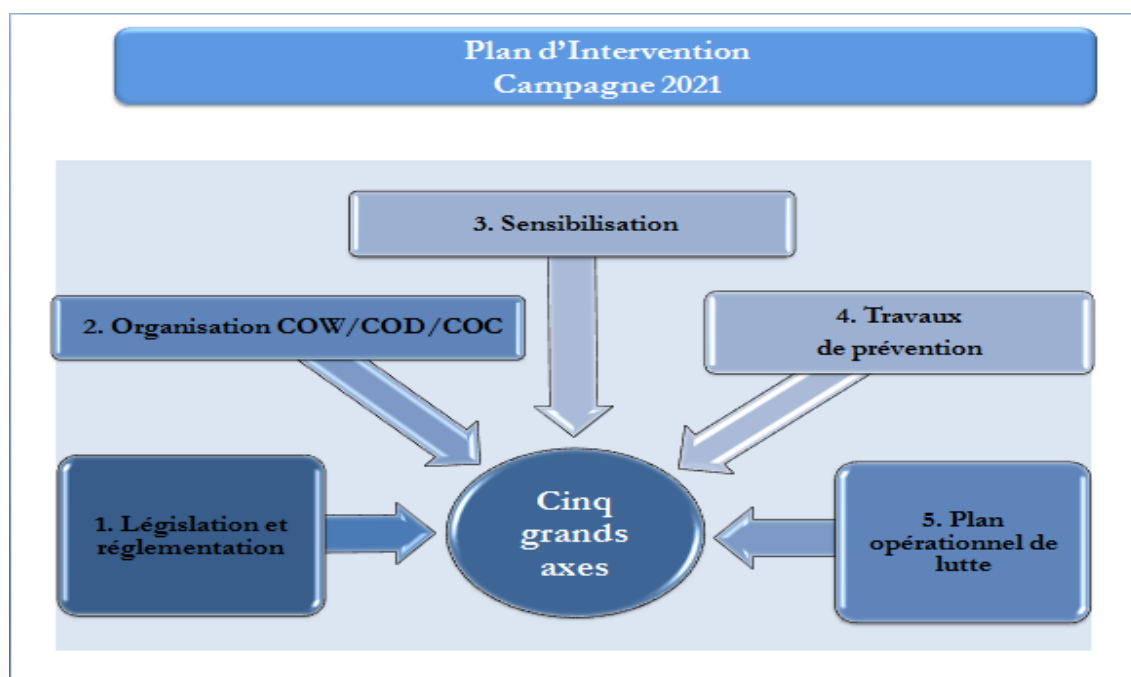 Plan d'Intervention
Campagne 2021
3. Sensibilisation
2. Organisation COW/COD/COC
4. Travaux
de prévention
1. Législation et
réglementation
Cinq
grands
axes
5. Plan
opérationnel de
lutte